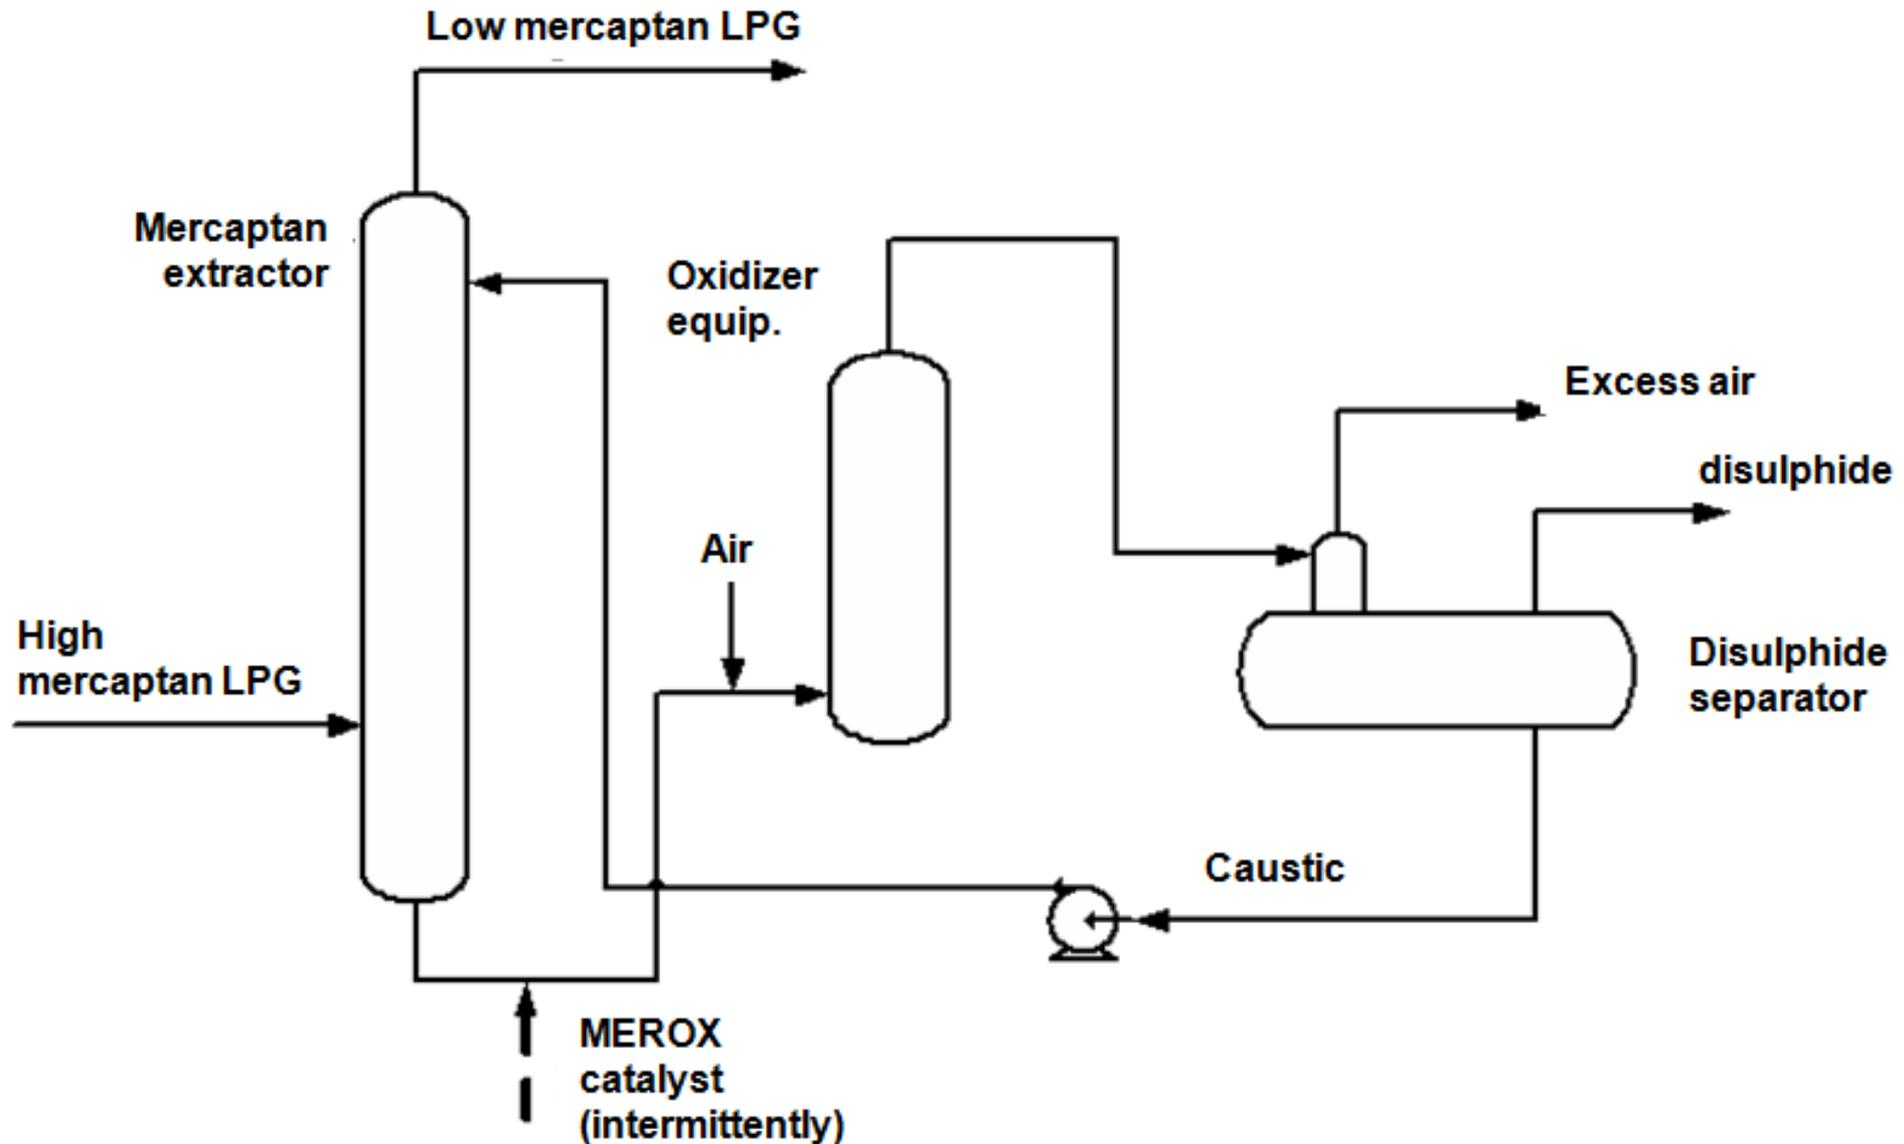 Low mercaptan LPG
Mercaptan
extractor
Oxidizer
equip.
Excess air
disulphide
Air
High
mercaptan LPG
Disulphide
separator
Caustic
MEROX
catalyst
(intermittently)